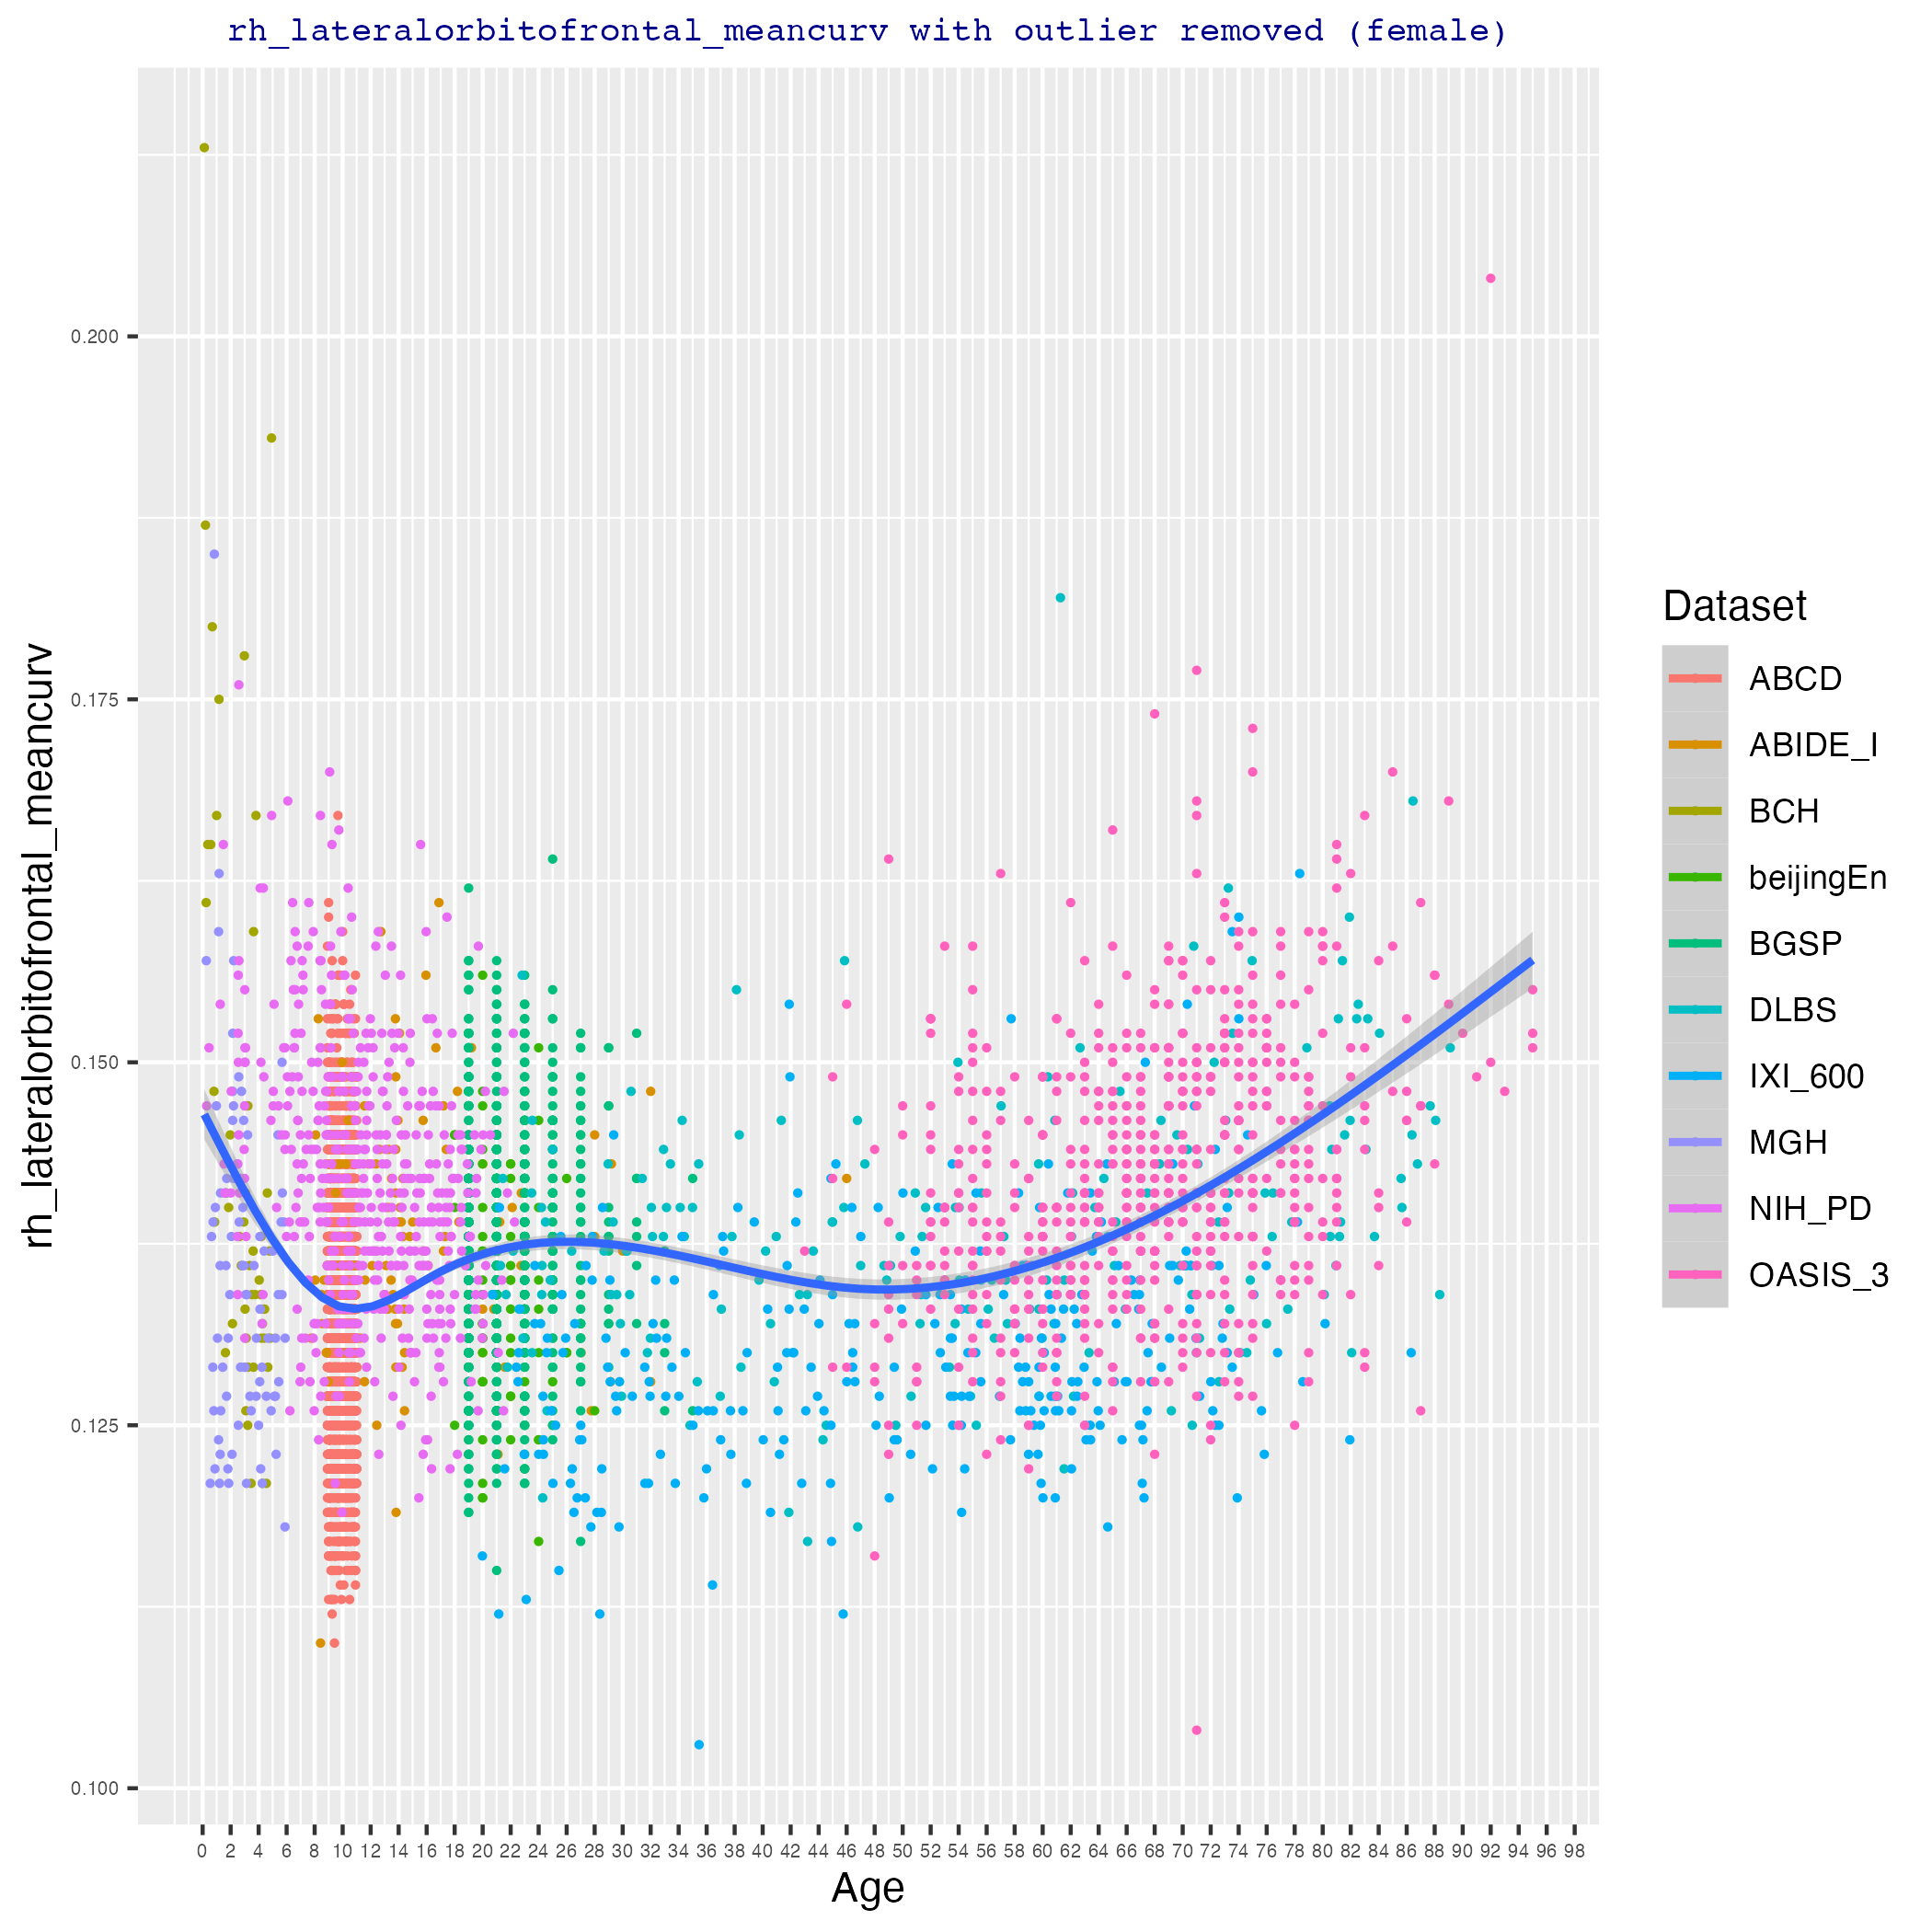 rh_lateralorbitofrontal_meancurv with outlier removed (female)
rh_lateralorbitofrontal_meancurv
0.200
0.175
0.150
0.125
0.100
0 2 4 6 8 10 12 14 16 18 20 22 24 26 28 30 32 34 36 38 40 42 44 46 48 50 52 54 56 58 60 62 64 66 68 70 72 74 76 78 80 82 84 86 88 90 92 94 96 98
Age
Dataset
ABCD
ABIDE_I
BCH
beijingEn
BGSP
DLBS
IXI_600
MGH
NIH_PD
OASIS_3